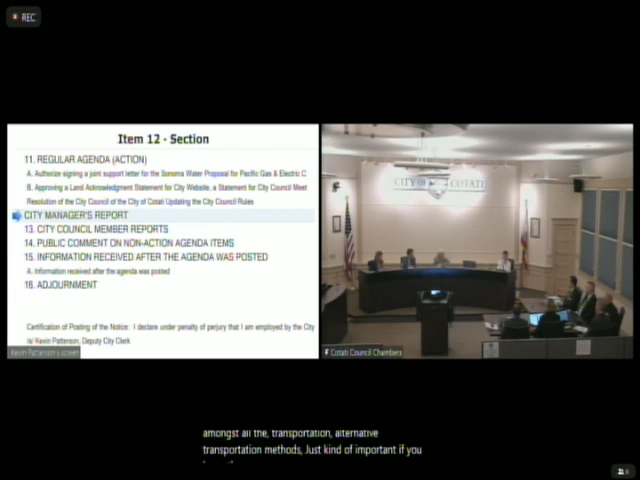 REC
Item 12 - Section
11. REGULAR AGENDA (ACTION)
A. Authorize signing a joint support letter for the Sonoma Water Proposal for Pacific Gas & Electric C
B. Approving a Land Acknowledgment Statement for City Website, a Statement for City Council Meet
Resolution of the City Council of the City of Cotati Updating the City Council Rules
CITY MANAGER'S REPORT
13. CITY COUNCIL MEMBER REPORTS
14. PUBLIC COMMENT ON NON-ACTION AGENDA ITEMS
15. INFORMATION RECEIVED AFTER THE AGENDA WAS POSTED
A. Information received after the agenda was posted
16. ADJOURNMENT
Certification of Posting of the Notice: I declare under penalty of perjury that I am employed by the City
/s/ Kevin Patterson, Deputy City Clerk
Kevin Patterson's screen
CITY OF COTATI
Cotati Council Chambers
amongst all the, transportation, alternative
transportation methods, Just kind of important if you